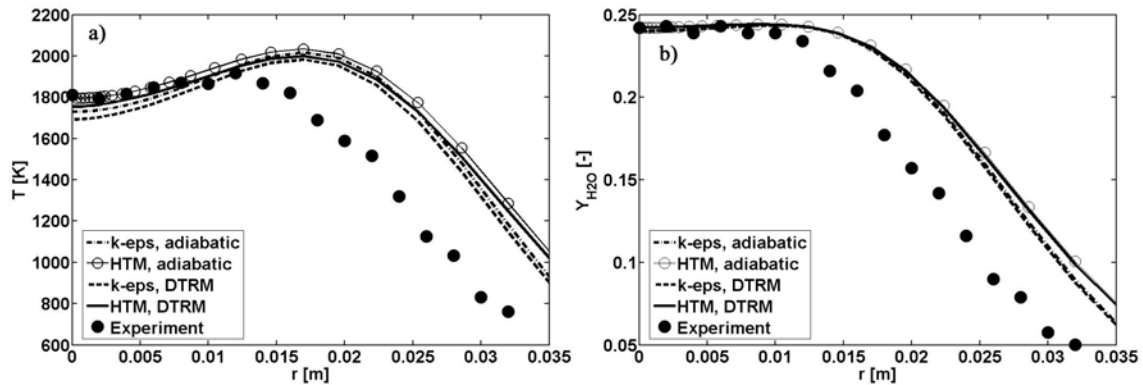 a)
T [K]
2200
2000
1800
1600
1400
1200
1000
800
600
k-eps, adiabatic
HTM, adiabatic
k-eps, DTRM
HTM, DTRM
Experiment
0 0.005 0.01 0.015 0.02 0.025 0.03 0.035
r [m]
b)
Y_H2O [-]
0.25
0.2
0.15
0.1
0.05
k-eps, adiabatic
HTM, adiabatic
k-eps, DTRM
HTM, DTRM
Experiment
0 0.005 0.01 0.015 0.02 0.025 0.03 0.035
r [m]